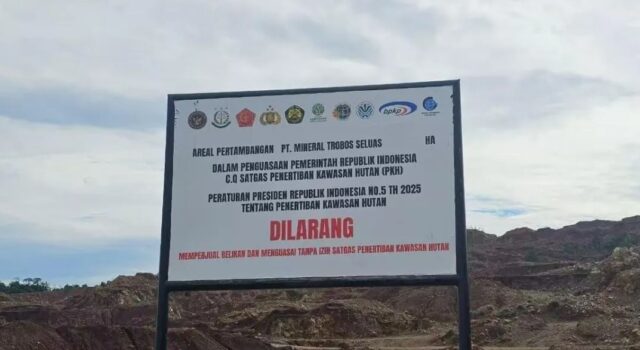 bpkp
AREAL PERTAMBANGAN PT. MINERAL TROBOS SELUAS HA
DALAM PENGUASAAN PEMERINTAH REPUBLIK INDONESIA
C.Q SATGAS PENERTIBAN KAWASAN HUTAN (PKH)
PERATURAN PRESIDEN REPUBLIK INDONESIA NO.5 TH 2025
TENTANG PENERTIBAN KAWASAN HUTAN
DILARANG
MEMPERJUAL BELIKAN DAN MENGUASAI TANPA IZIN SATGAS PENERTIBAN KAWASAN HUTAN